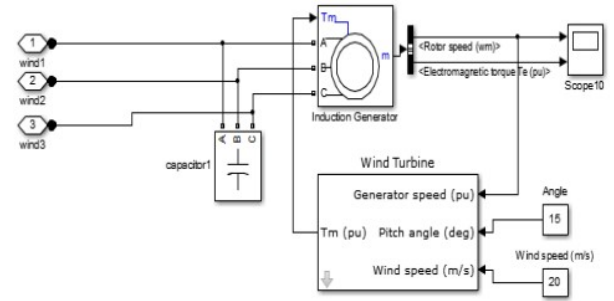 Tm
1
wind1
A
m
<Rotor speed (wm)>
2
wind2
B
<Electromagnetic torque Te (pu)>
Scope10
3
wind3
C
Induction Generator
A B C
capacitor1
Wind Turbine
Generator speed (pu)
Angle
15
Tm (pu)
Pitch angle (deg)
Wind speed (m/s)
Wind speed (m/s)
20